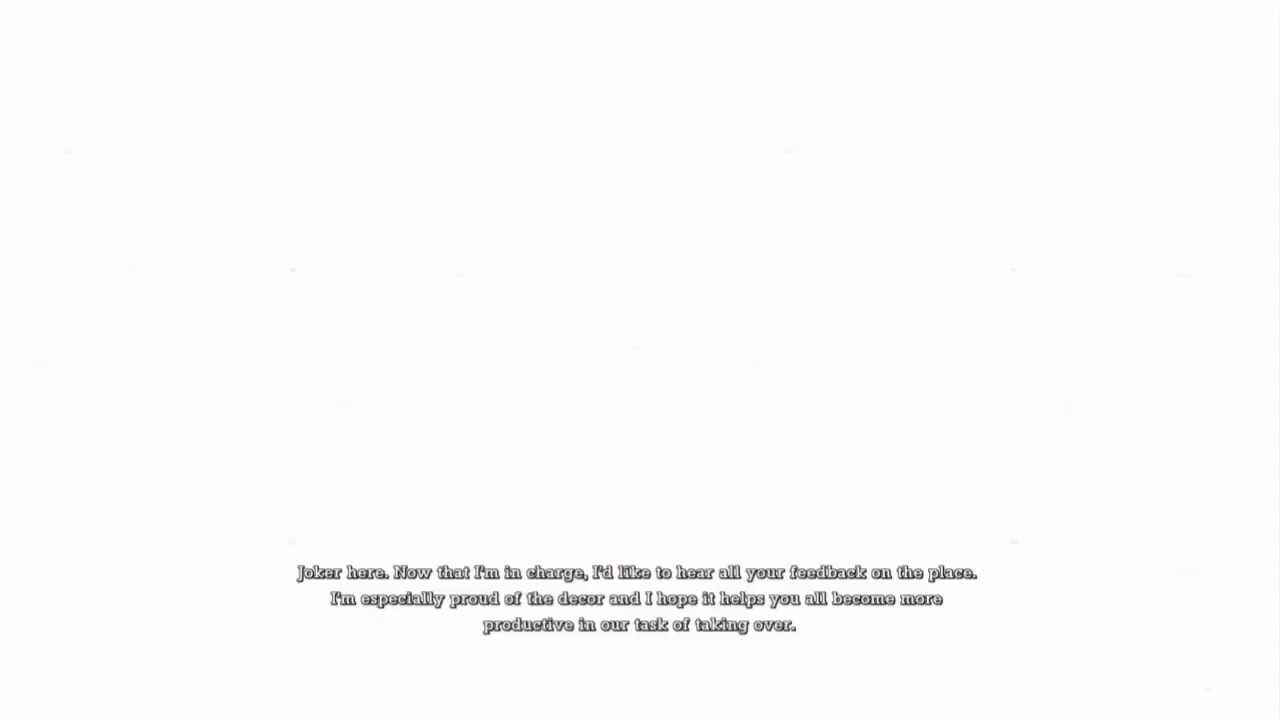 Joker here. Now that I'm in charge, I'd like to hear all your feedback on the place.
I'm especially proud of the decor and I hope it helps you all become more
productive in our task of taking over.